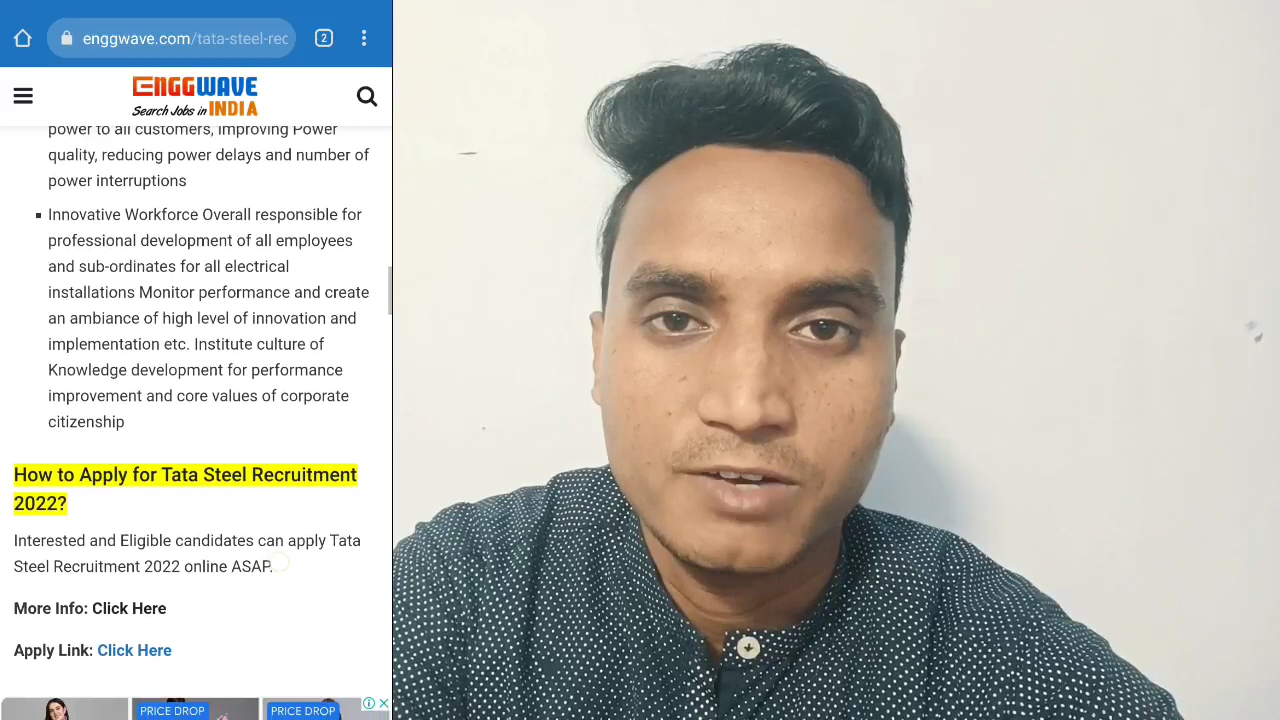 enggwave.com/tata-steel-rec
2
ENGGWAVE
Search Jobs in INDIA
power to all customers, improving Power
quality, reducing power delays and number of
power interruptions
Innovative Workforce Overall responsible for
professional development of all employees
and sub-ordinates for all electrical
installations Monitor performance and create
an ambiance of high level of innovation and
implementation etc. Institute culture of
Knowledge development for performance
improvement and core values of corporate
citizenship
How to Apply for Tata Steel Recruitment
2022?
Interested and Eligible candidates can apply Tata
Steel Recruitment 2022 online ASAP.
More Info: Click Here
Apply Link: Click Here
PRICE DROP
PRICE DROP